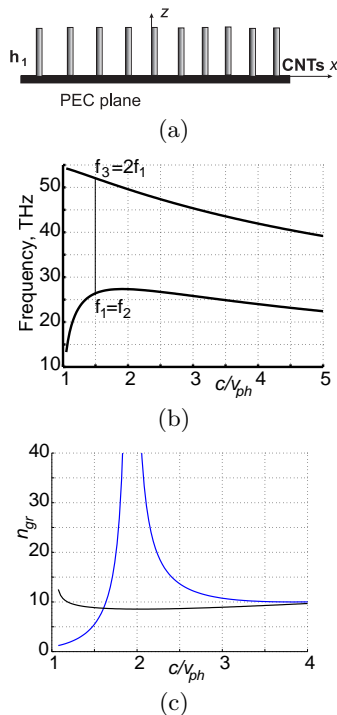 z
h1
CNTs x
PEC plane
(a)
50
40
30
20
10
Frequency, THz
f3=2f1
f1=f2
1 2 3 4 5
c/vph
(b)
40
30
20
10
0
ngr
1 2 3 4
c/vph
(c)